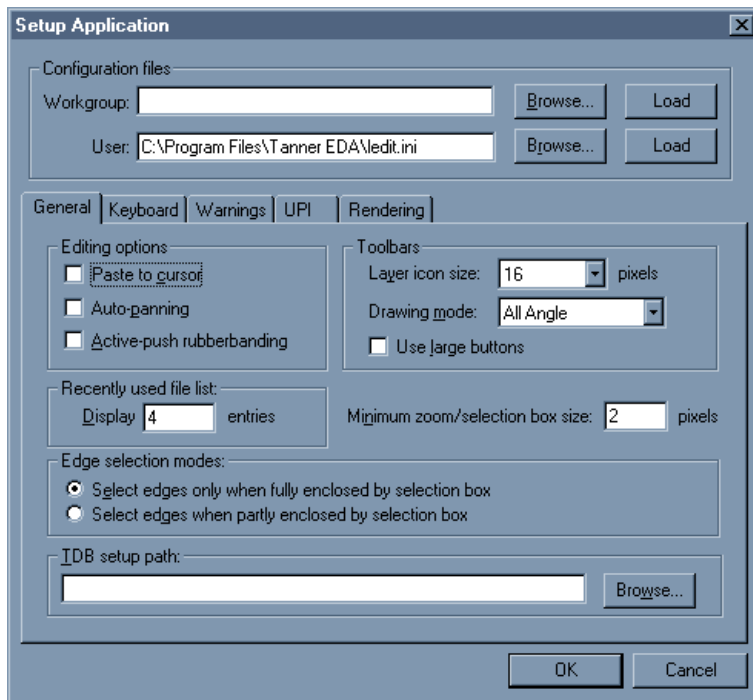 Setup Application
Configuration files
Workgroup: Browse... Load
User: C:\Program Files\Tanner EDA\ledit.ini Browse... Load
General Keyboard Warnings UPI Rendering
Editing options
Paste to cursor
Auto-panning
Active-push rubberbanding
Toolbars
Layer icon size: 16 pixels
Drawing mode: All Angle
Use large buttons
Recently used file list:
Display 4 entries
Minimum zoom/selection box size: 2 pixels
Edge selection modes:
Select edges only when fully enclosed by selection box
Select edges when partly enclosed by selection box
TDB setup path:
Browse...
OK Cancel